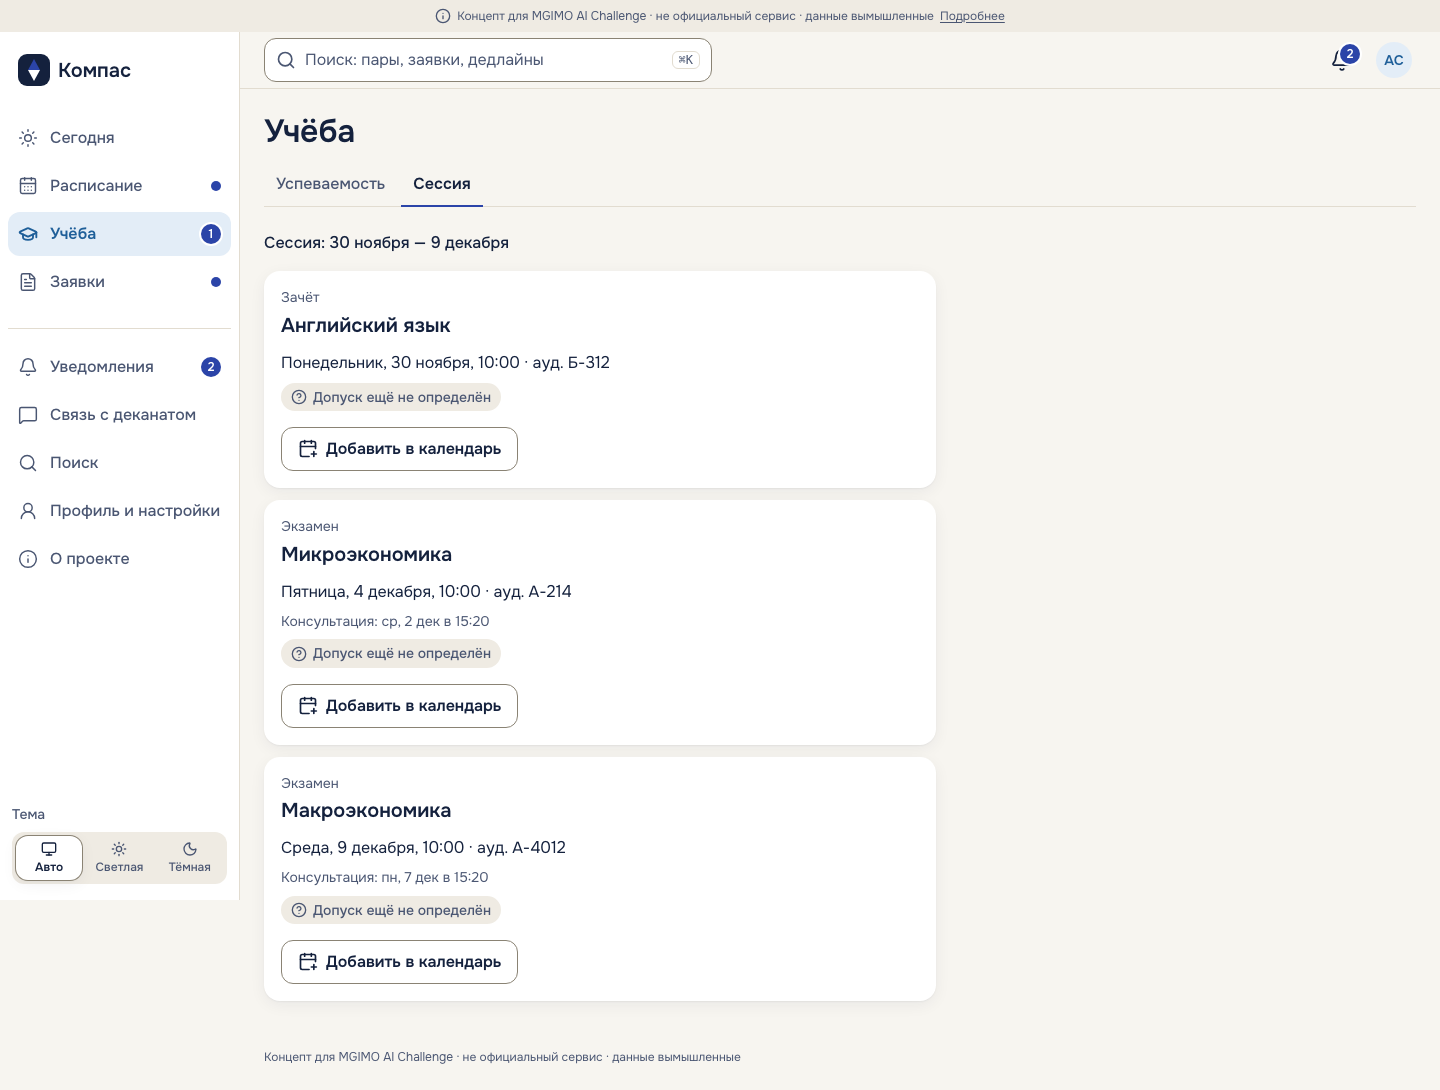 Концепт для MGIMO AI Challenge · не официальный сервис · данные вымышленные Подробнее
Компас
Поиск: пары, заявки, дедлайны
⌘K
2
АС
Сегодня
Расписание
Учёба
1
Заявки
Уведомления
2
Связь с деканатом
Поиск
Профиль и настройки
О проекте
Тема
Авто
Светлая
Тёмная
Учёба
Успеваемость
Сессия
Сессия: 30 ноября — 9 декабря
Зачёт
Английский язык
Понедельник, 30 ноября, 10:00 · ауд. Б-312
Допуск ещё не определён
Добавить в календарь
Экзамен
Микроэкономика
Пятница, 4 декабря, 10:00 · ауд. А-214
Консультация: ср, 2 дек в 15:20
Допуск ещё не определён
Добавить в календарь
Экзамен
Макроэкономика
Среда, 9 декабря, 10:00 · ауд. А-4012
Консультация: пн, 7 дек в 15:20
Допуск ещё не определён
Добавить в календарь
Концепт для MGIMO AI Challenge · не официальный сервис · данные вымышленные